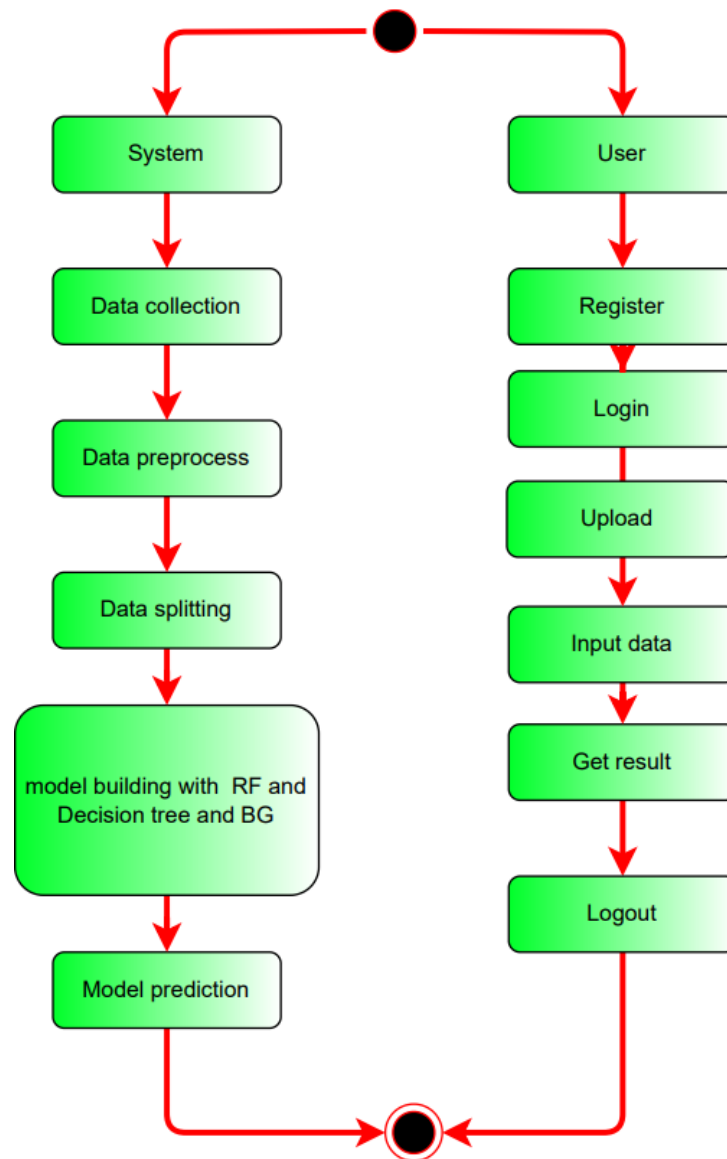 System
Data collection
Data preprocess
Data splitting
model building with  RF and
Decision tree and BG
Model prediction
User
Register
Login
Upload
Input data
Get result
Logout